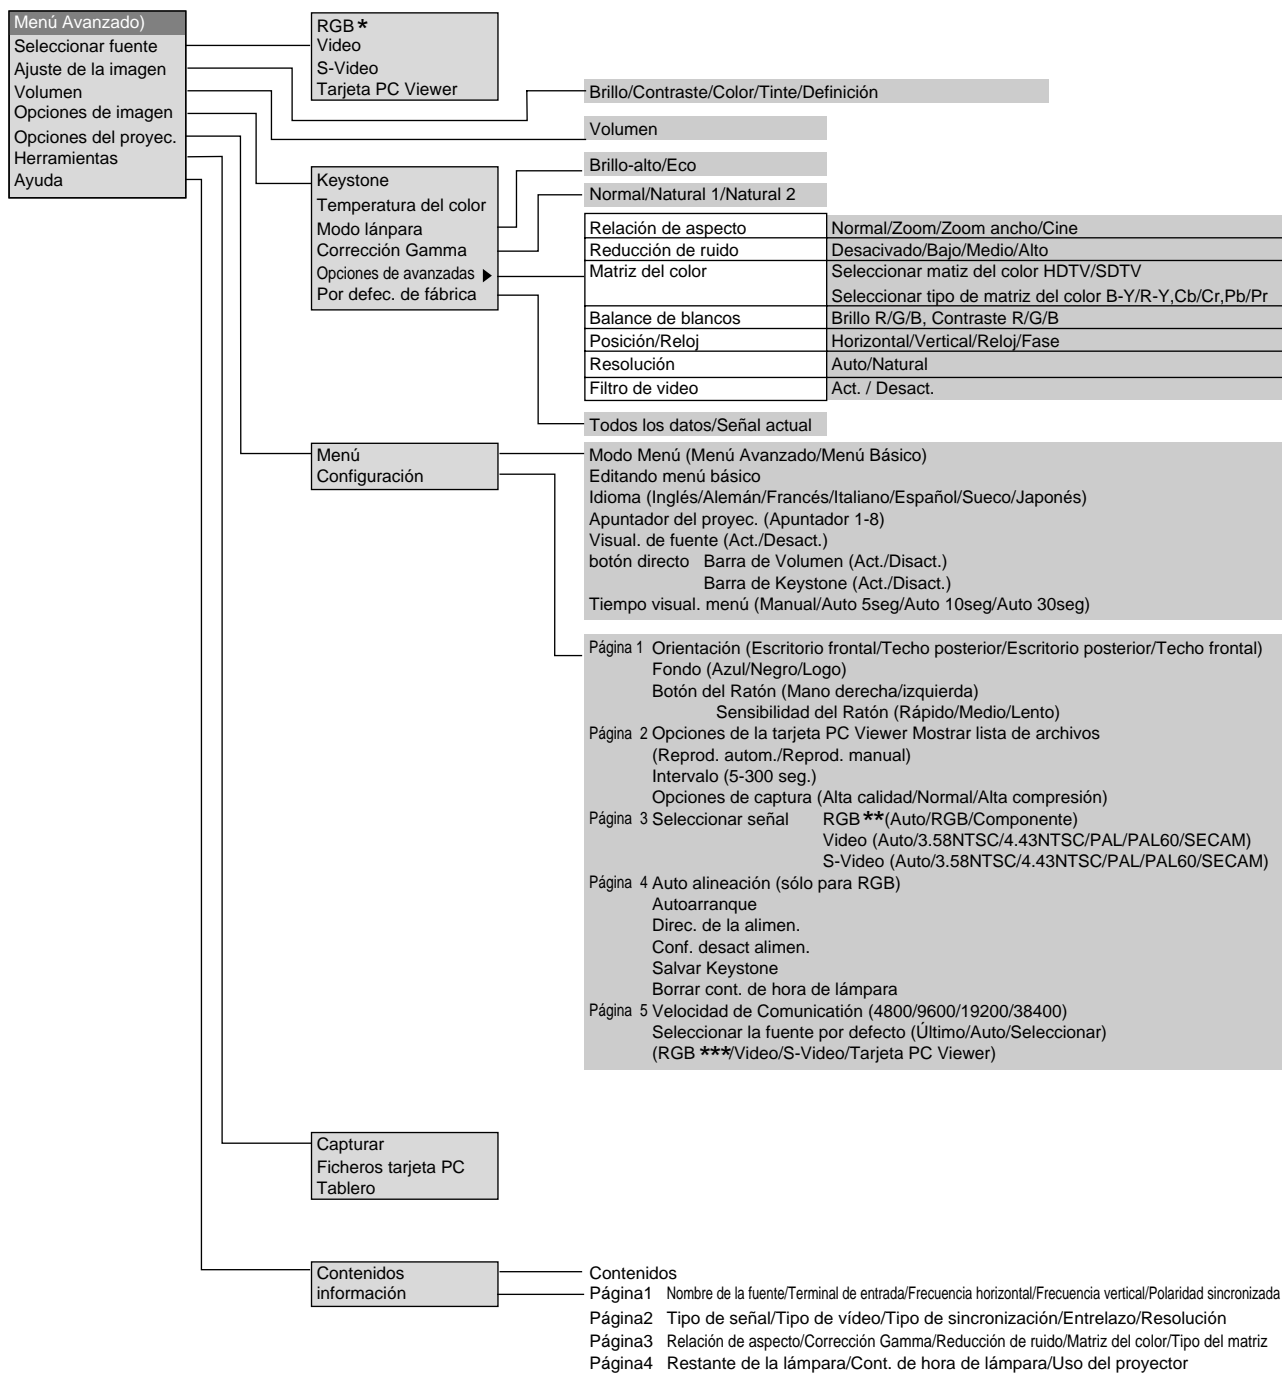 Menú Avanzado)
Seleccionar fuente
Ajuste de la imagen
Volumen
Opciones de imagen
Opciones del proyec.
Herramientas
Ayuda
RGB *
Video
S-Video
Tarjeta PC Viewer
Brillo/Contraste/Color/Tinte/Definición
Volumen
Keystone
Temperatura del color
Modo lánpara
Corrección Gamma
Opciones de avanzadas ▶
Por defec. de fábrica
Brillo-alto/Eco
Normal/Natural 1/Natural 2
Relación de aspecto Normal/Zoom/Zoom ancho/Cine
Reducción de ruido Desacivado/Bajo/Medio/Alto
Matriz del color Seleccionar matiz del color HDTV/SDTV
Seleccionar tipo de matriz del color B-Y/R-Y,Cb/Cr,Pb/Pr
Balance de blancos Brillo R/G/B, Contraste R/G/B
Posición/Reloj Horizontal/Vertical/Reloj/Fase
Resolución Auto/Natural
Filtro de video Act. / Desact.
Todos los datos/Señal actual
Menú
Configuración
Modo Menú (Menú Avanzado/Menú Básico)
Editando menú básico
Idioma (Inglés/Alemán/Francés/Italiano/Español/Sueco/Japonés)
Apuntador del proyec. (Apuntador 1-8)
Visual. de fuente (Act./Desact.)
botón directo Barra de Volumen (Act./Disact.)
Barra de Keystone (Act./Disact.)
Tiempo visual. menú (Manual/Auto 5seg/Auto 10seg/Auto 30seg)
Página 1 Orientación (Escritorio frontal/Techo posterior/Escritorio posterior/Techo frontal)
Fondo (Azul/Negro/Logo)
Botón del Ratón (Mano derecha/izquierda)
Sensibilidad del Ratón (Rápido/Medio/Lento)
Página 2 Opciones de la tarjeta PC Viewer Mostrar lista de archivos
(Reprod. autom./Reprod. manual)
Intervalo (5-300 seg.)
Opciones de captura (Alta calidad/Normal/Alta compresión)
Página 3 Seleccionar señal RGB **(Auto/RGB/Componente)
Video (Auto/3.58NTSC/4.43NTSC/PAL/PAL60/SECAM)
S-Video (Auto/3.58NTSC/4.43NTSC/PAL/PAL60/SECAM)
Página 4 Auto alineación (sólo para RGB)
Autoarranque
Direc. de la alimen.
Conf. desact alimen.
Salvar Keystone
Borrar cont. de hora de lámpara
Página 5 Velocidad de Comunicatión (4800/9600/19200/38400)
Seleccionar la fuente por defecto (Último/Auto/Seleccionar)
(RGB ***/Video/S-Video/Tarjeta PC Viewer)
Capturar
Ficheros tarjeta PC
Tablero
Contenidos
información
Contenidos
Página1 Nombre de la fuente/Terminal de entrada/Frecuencia horizontal/Frecuencia vertical/Polaridad sincronizada
Página2 Tipo de señal/Tipo de vídeo/Tipo de sincronización/Entrelazo/Resolución
Página3 Relación de aspecto/Corrección Gamma/Reducción de ruido/Matriz del color/Tipo del matriz
Página4 Restante de la lámpara/Cont. de hora de lámpara/Uso del proyector